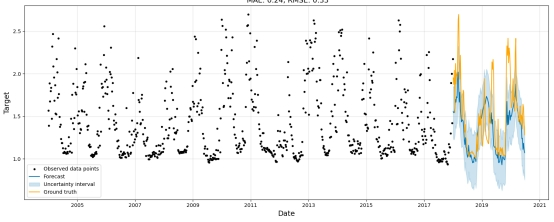 MAE: 0.24, RMSE: 0.33
Target
2.5
2.0
1.5
1.0
Observed data points
Forecast
Uncertainty interval
Ground truth
2005
2007
2009
2011
2013
2015
2017
2019
2021
Date